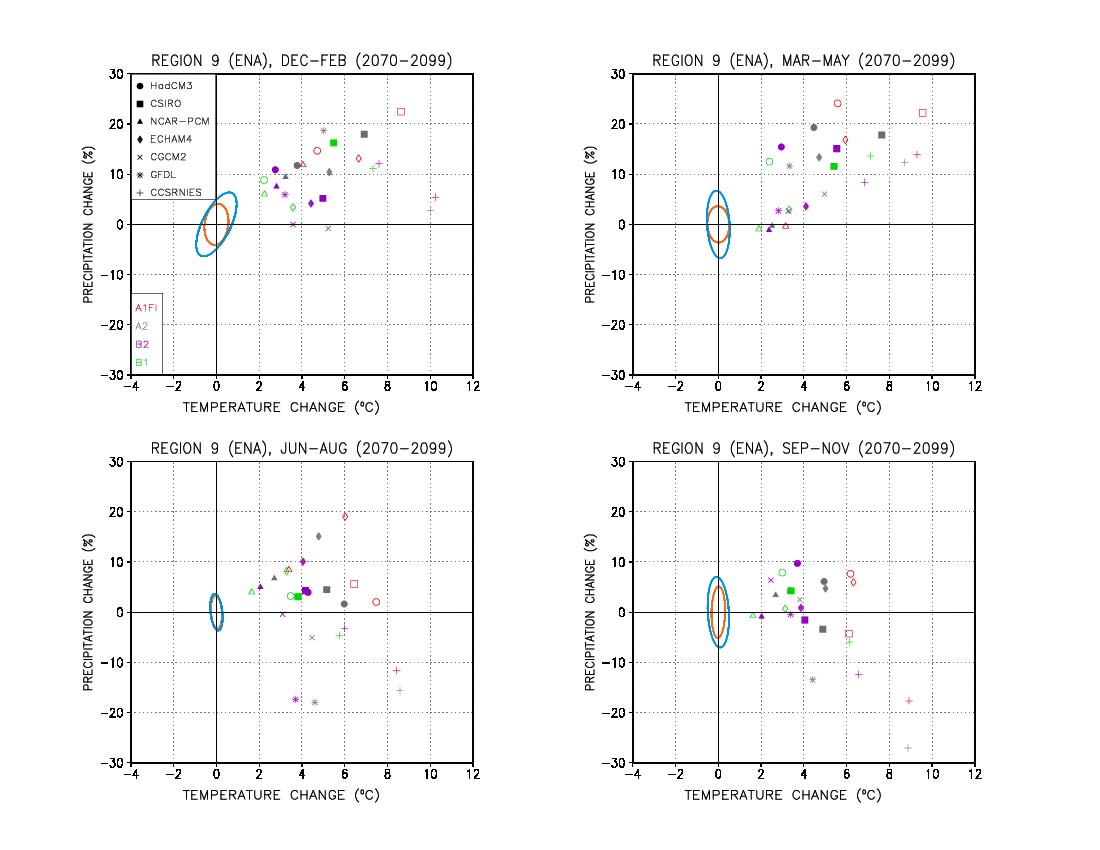 REGION 9 (ENA), DEC-FEB (2070-2099)
30
20
10
0
-10
-20
-30
PRECIPITATION CHANGE (%)
HadCM3
CSIRO
NCAR-PCM
ECHAM4
CGCM2
GFDL
CCSRNIES
A1FI
A2
B2
B1
-4 -2 0 2 4 6 8 10 12
TEMPERATURE CHANGE (ºC)
REGION 9 (ENA), MAR-MAY (2070-2099)
30
20
10
0
-10
-20
-30
PRECIPITATION CHANGE (%)
-4 -2 0 2 4 6 8 10 12
TEMPERATURE CHANGE (ºC)
REGION 9 (ENA), JUN-AUG (2070-2099)
30
20
10
0
-10
-20
-30
PRECIPITATION CHANGE (%)
-4 -2 0 2 4 6 8 10 12
TEMPERATURE CHANGE (ºC)
REGION 9 (ENA), SEP-NOV (2070-2099)
30
20
10
0
-10
-20
-30
PRECIPITATION CHANGE (%)
-4 -2 0 2 4 6 8 10 12
TEMPERATURE CHANGE (ºC)